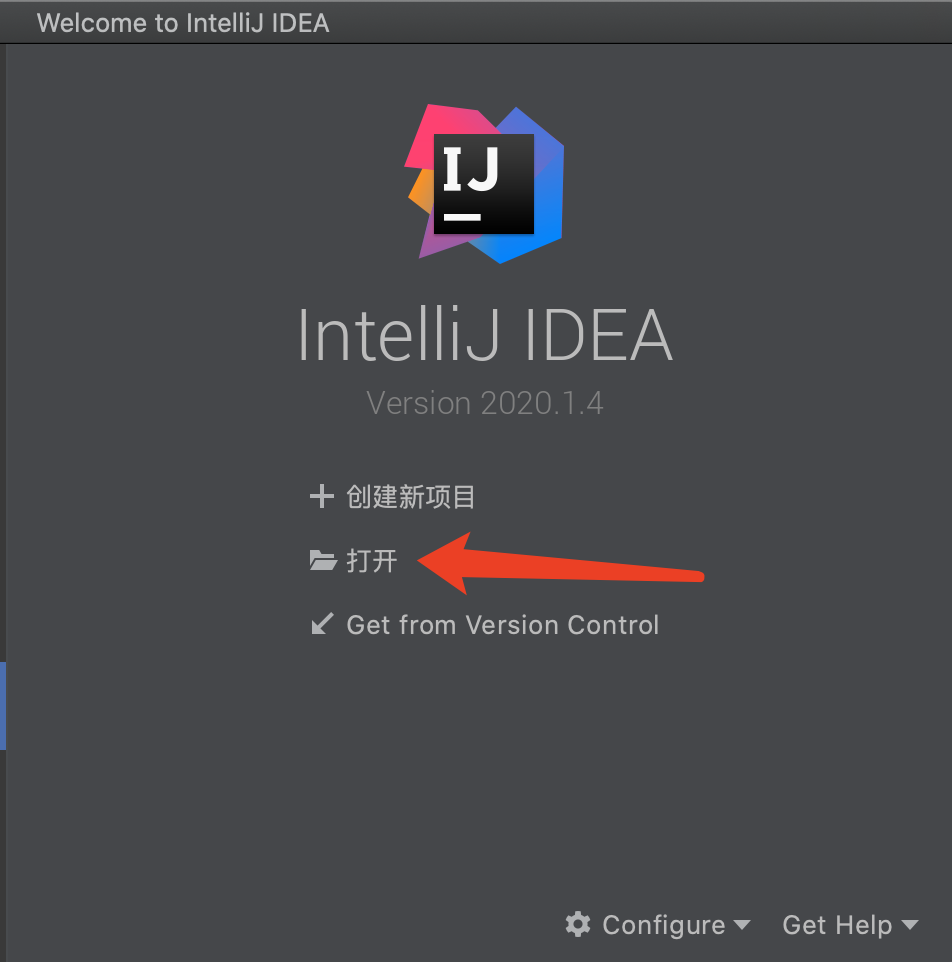 Welcome to IntelliJ IDEA
IJ
IntelliJ IDEA
Version 2020.1.4
创建新项目
打开
Get from Version Control
Configure
Get Help